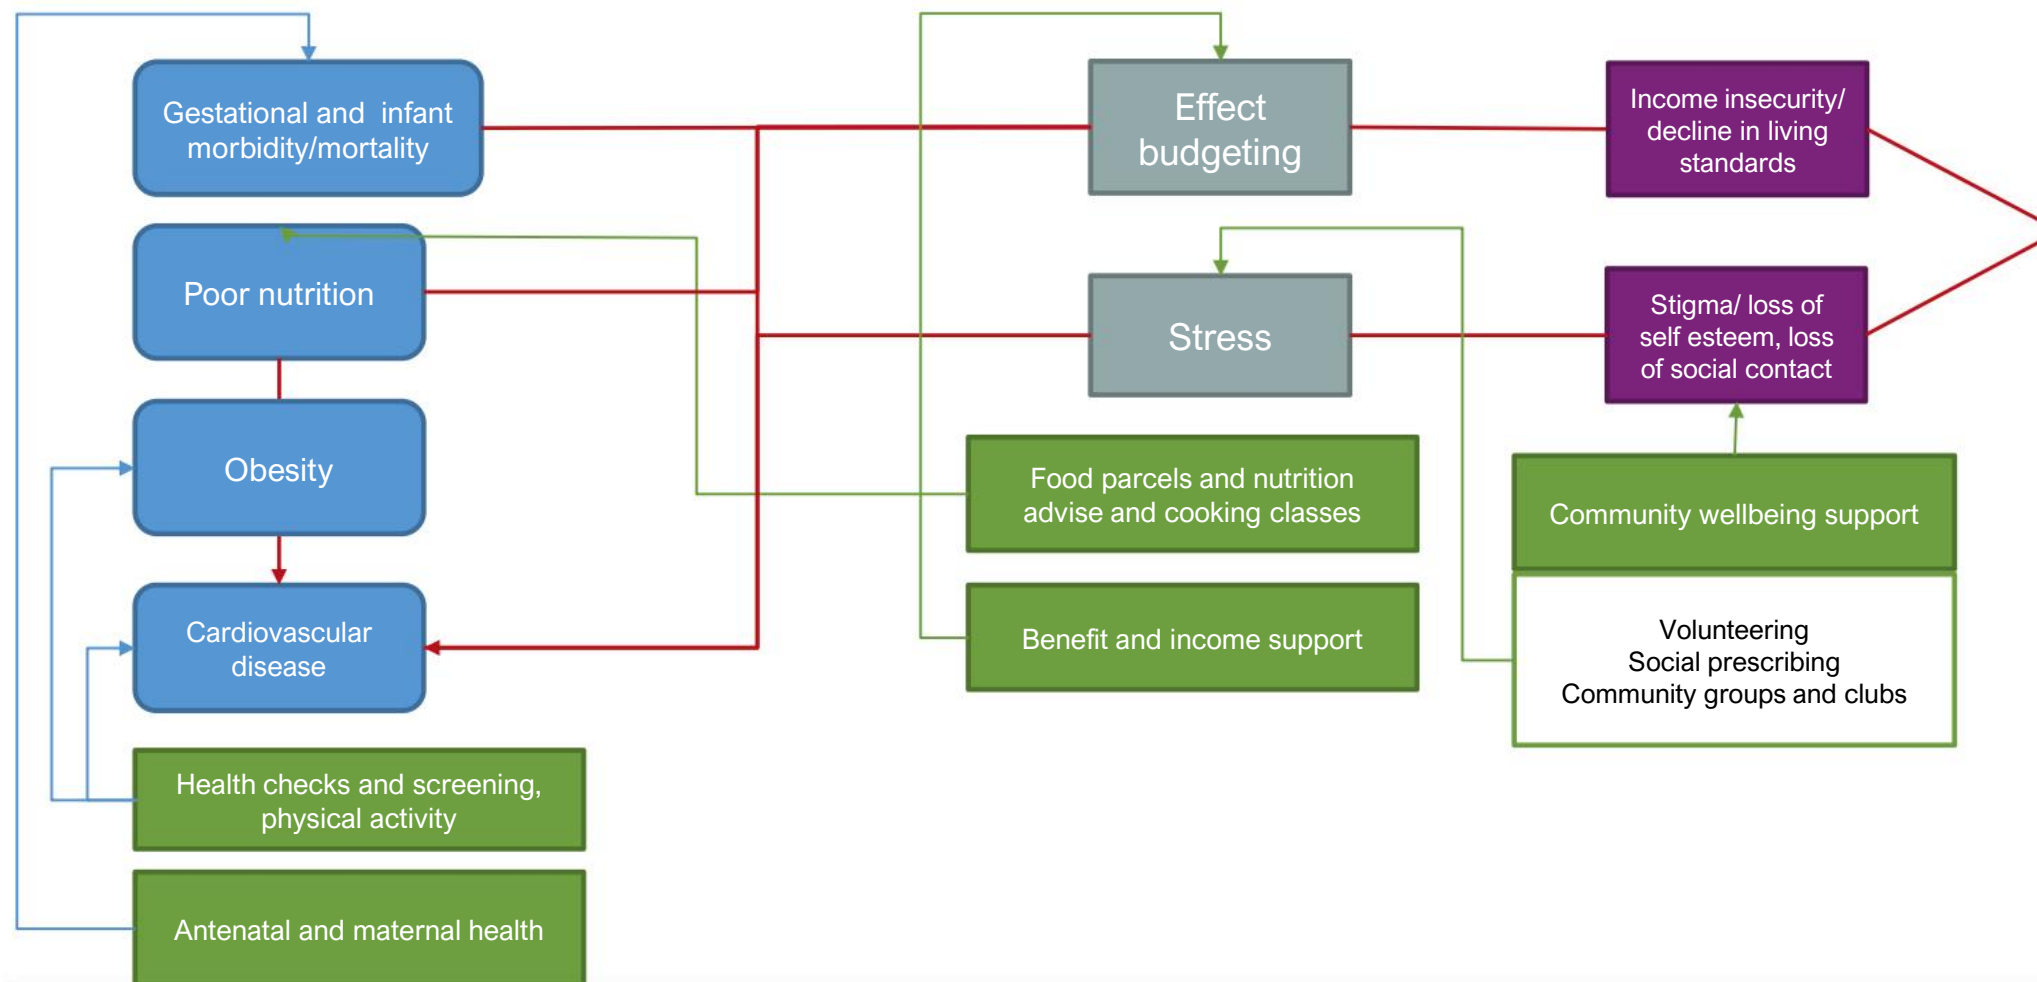 Gestational and infant
morbidity/mortality
Effect
budgeting
Income insecurity/
decline in living
standards
Poor nutrition
Stress
Stigma/ loss of
self esteem, loss
of social contact
Obesity
Food parcels and nutrition
advise and cooking classes
Community wellbeing support
Cardiovascular
disease
Benefit and income support
Volunteering
Social prescribing
Community groups and clubs
Health checks and screening,
physical activity
Antenatal and maternal health